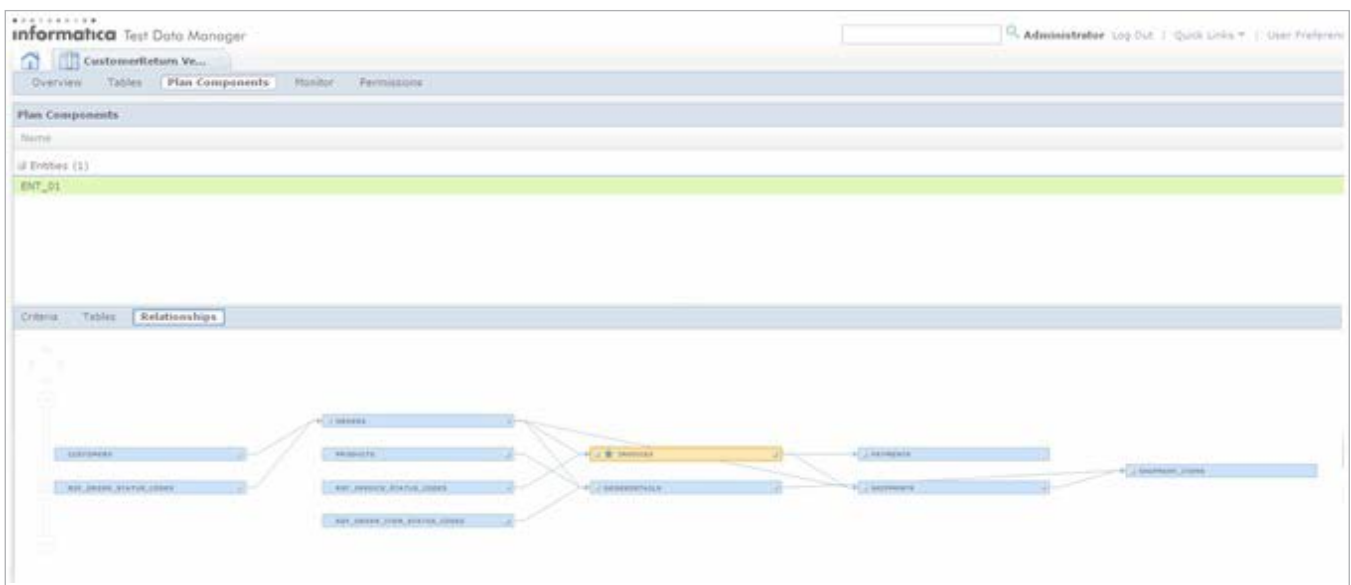 informatica Test Data Manager
Administrator Log Out | Quick Links | User Preferenc
CustomerReturn Ve...
Overview Tables Plan Components Monitor Permissions
Plan Components
Name
Entities (1)
ENT_01
Criteria Tables Relationships
ORDERS
CUSTOMERS PRODUCTS INVOICES PAYMENTS
SHIPMENT_ITEMS
REF_ORDER_STATUS_CODES REF_INVOICE_STATUS_CODES ORDERDETAILS SHIPMENTS
REF_ORDER_ITEM_STATUS_CODES